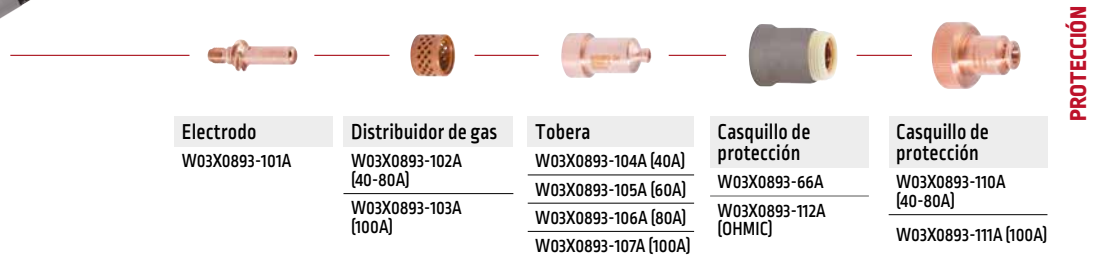 PROTECCIÓN
Electrodo
W03X0893-101A
Distribuidor de gas
W03X0893-102A
(40-80A)
W03X0893-103A
(100A)
Tobera
W03X0893-104A (40A)
W03X0893-105A (60A)
W03X0893-106A (80A)
W03X0893-107A (100A)
Casquillo de
protección
W03X0893-66A
W03X0893-112A
(OHMIC)
Casquillo de
protección
W03X0893-110A
(40-80A)
W03X0893-111A (100A)